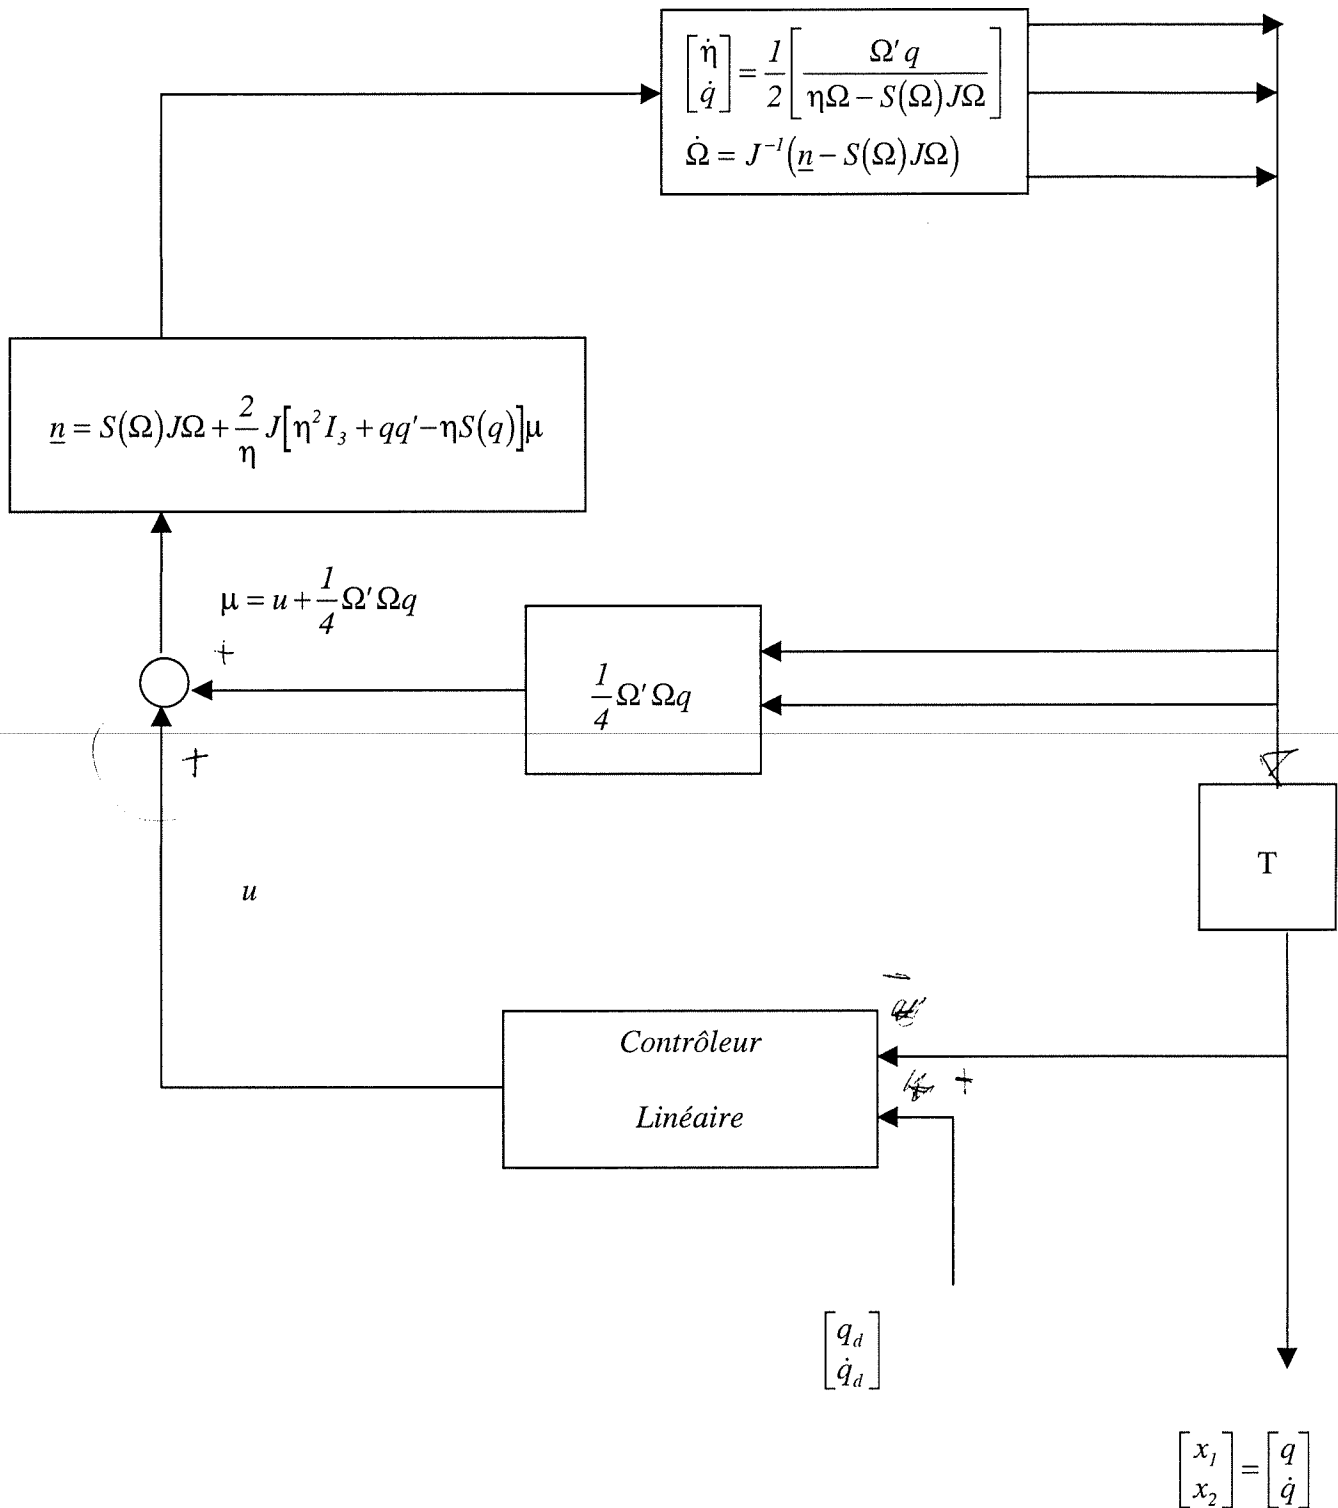 [η̇ q̇] = 1/2 [Ω′q / ηΩ − S(Ω)JΩ]
Ω̇ = J⁻¹(n − S(Ω)JΩ)
n = S(Ω)JΩ + 2/η J[η²I₃ + qq′ − ηS(q)]μ
μ = u + 1/4 Ω′Ωq
+
1/4 Ω′Ωq
+
T
u
−
Contrôleur
+
Linéaire
[q_d q̇_d]
[x₁ x₂] = [q q̇]